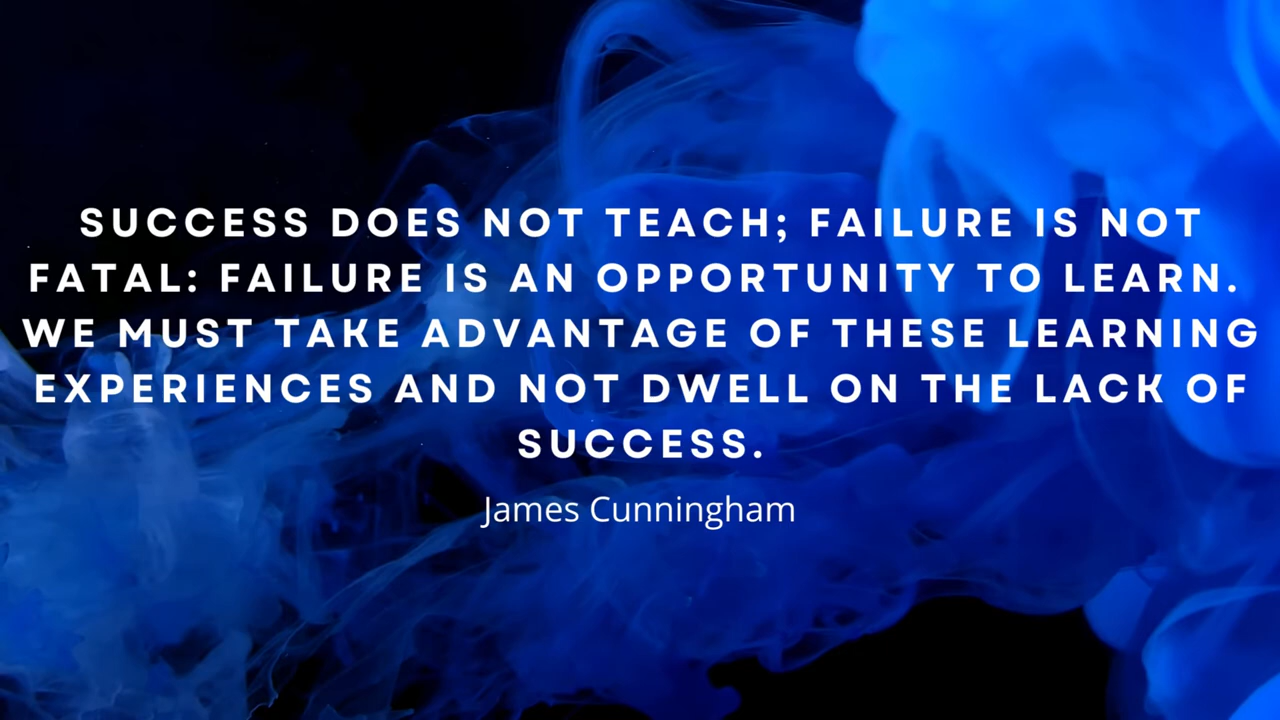 SUCCESS DOES NOT TEACH; FAILURE IS NOT
FATAL: FAILURE IS AN OPPORTUNITY TO LEARN.
WE MUST TAKE ADVANTAGE OF THESE LEARNING
EXPERIENCES AND NOT DWELL ON THE LACK OF
SUCCESS.
James Cunningham